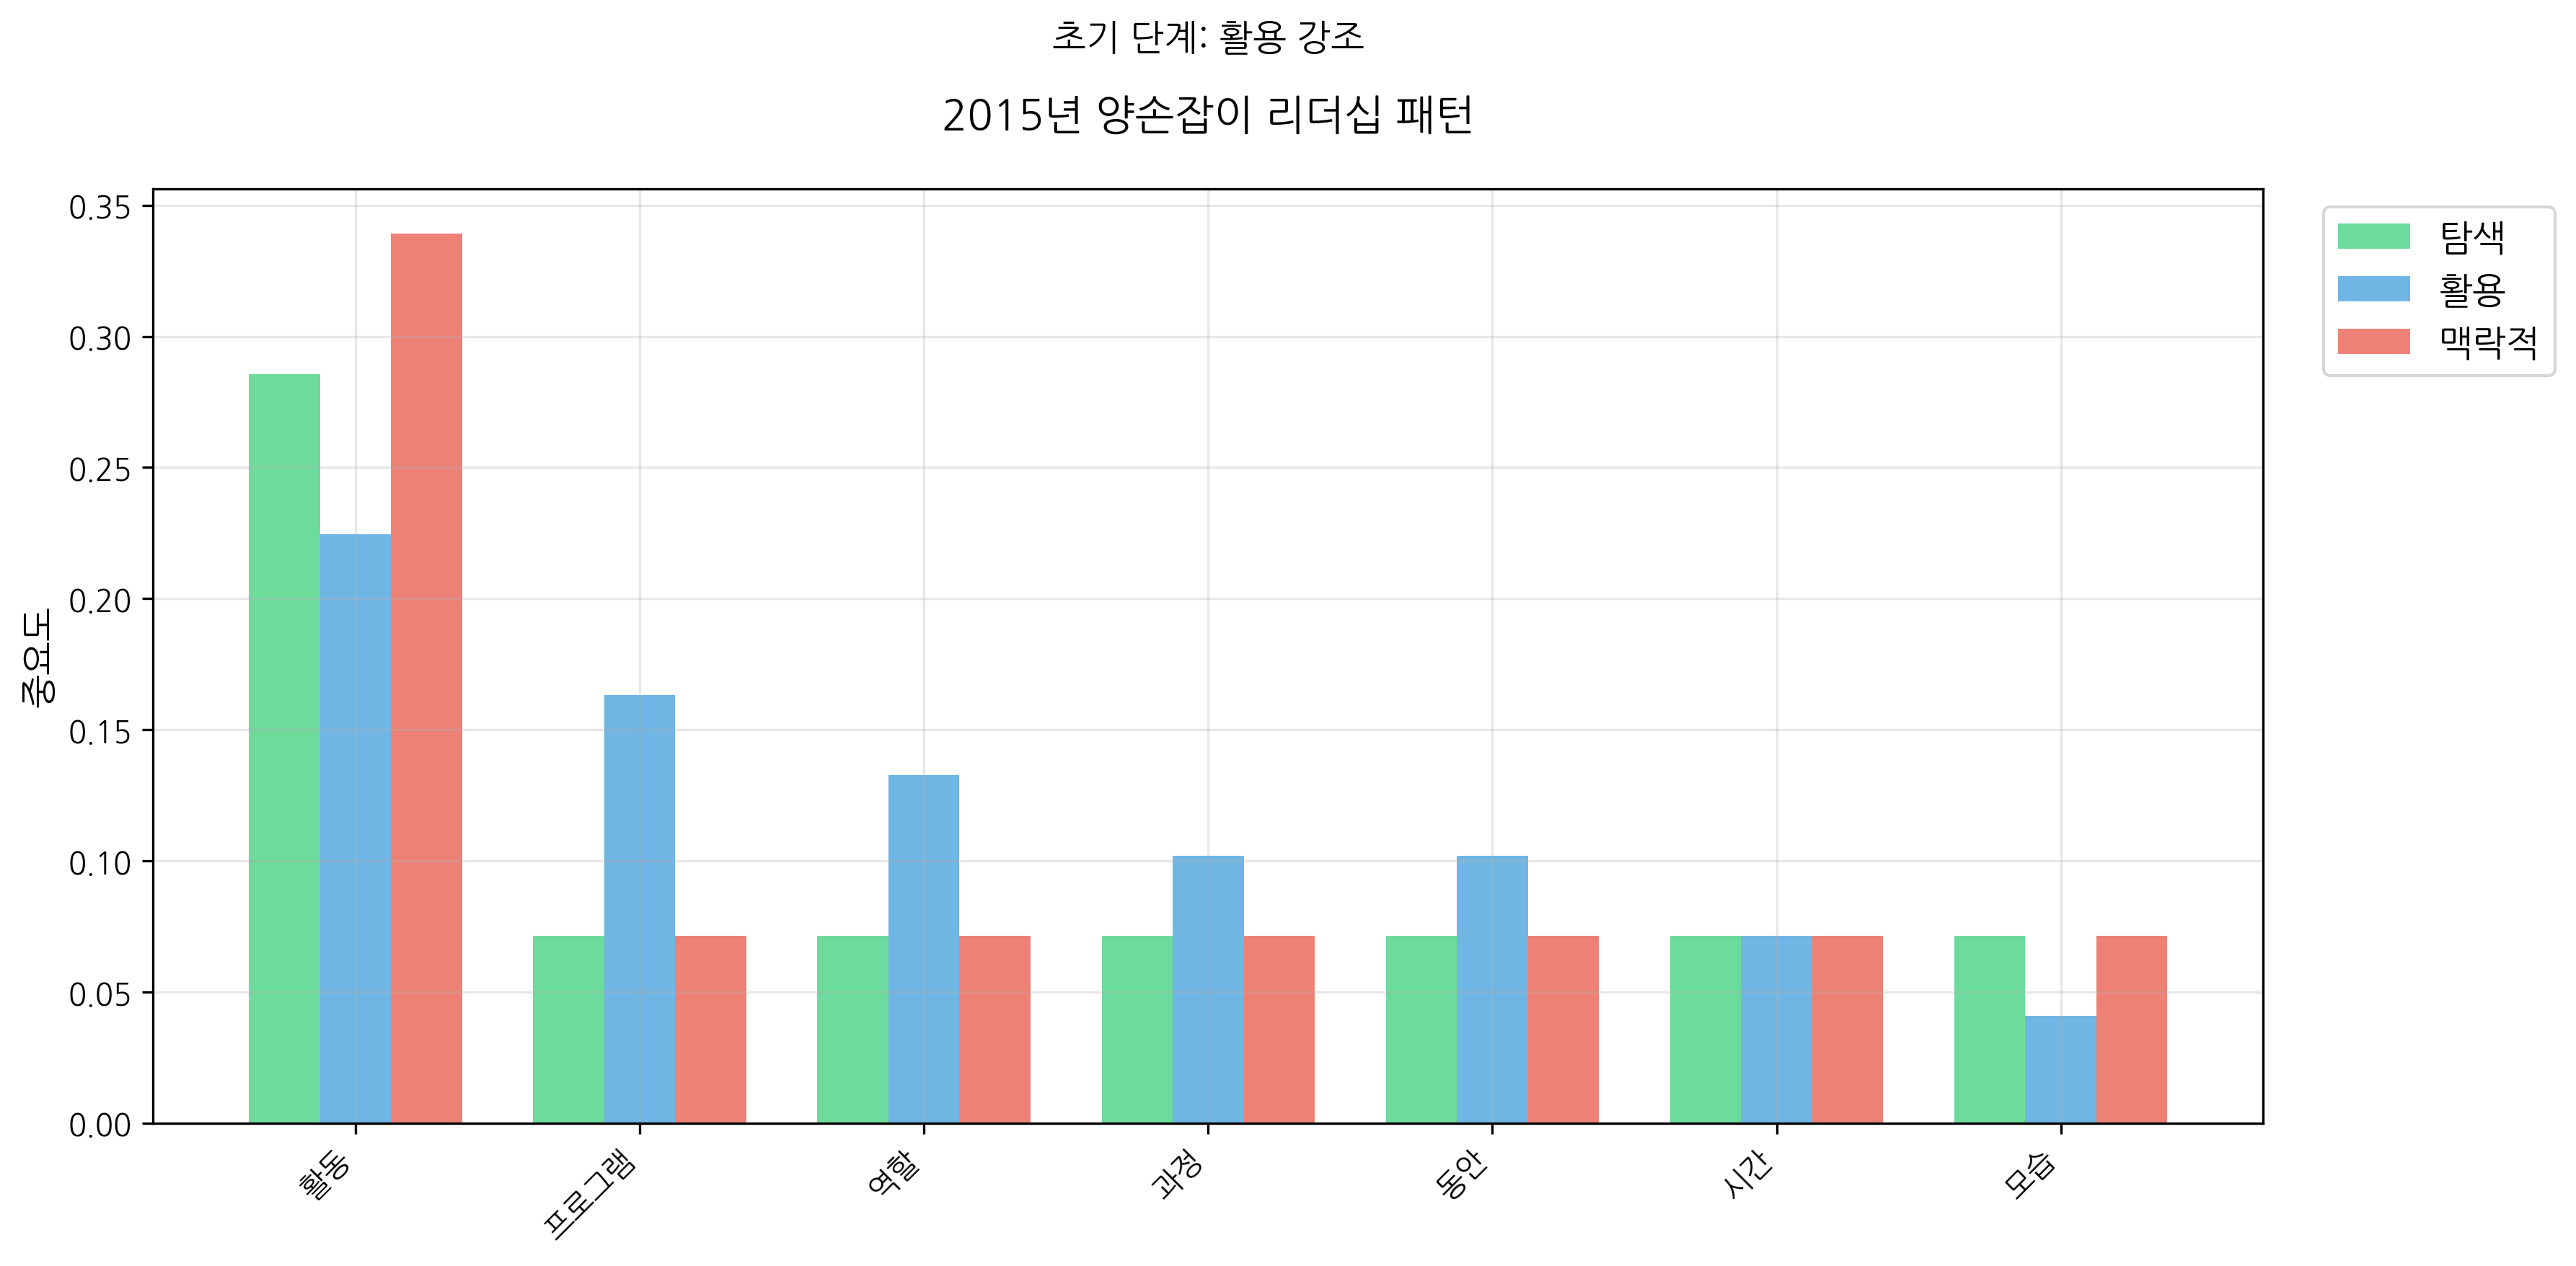 초기 단계: 활용 강조
2015년 양손잡이 리더십 패턴
0.35
0.30
0.25
0.20
0.15
0.10
0.05
0.00
중요도
활동
프로그램
역할
과정
동안
시간
모습
탐색
활용
맥락적